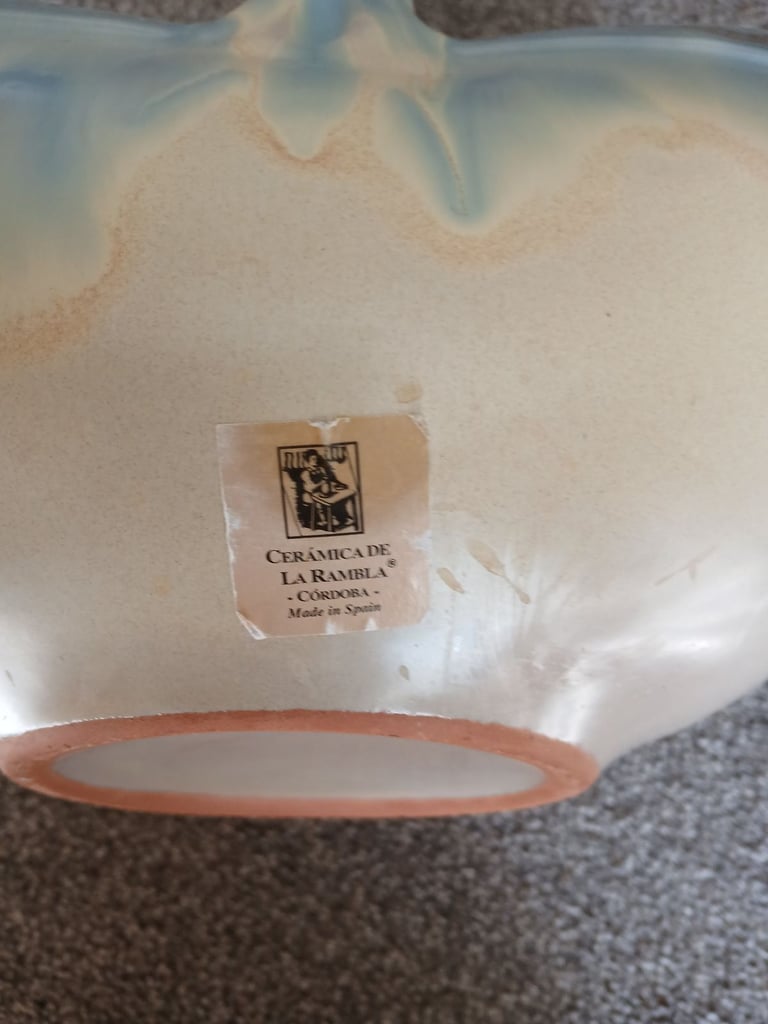 CERÁMICA DE
LA RAMBLA®
- CÓRDOBA -
Made in Spain